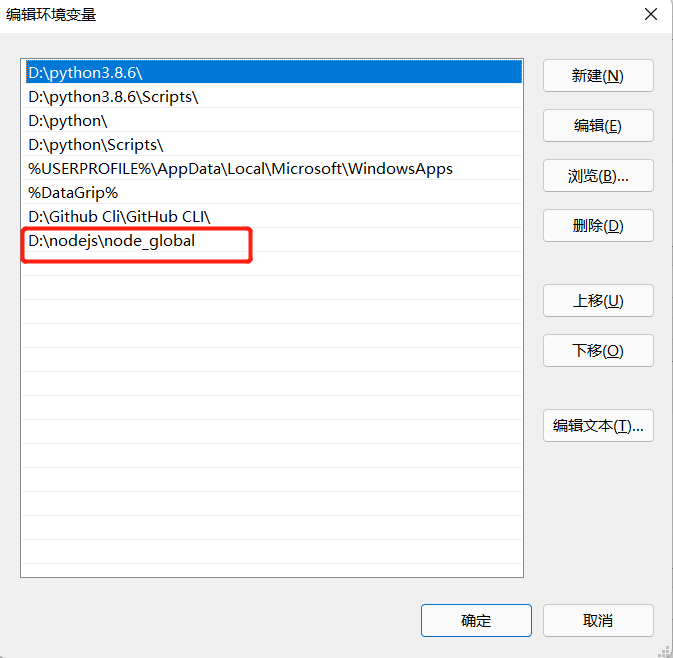 编辑环境变量
D:\python3.8.6\
D:\python3.8.6\Scripts\
D:\python\
D:\python\Scripts\
%USERPROFILE%\AppData\Local\Microsoft\WindowsApps
%DataGrip%
D:\Github Cli\GitHub CLI\
D:\nodejs\node_global
新建(N)
编辑(E)
浏览(B)...
删除(D)
上移(U)
下移(O)
编辑文本(T)...
确定
取消